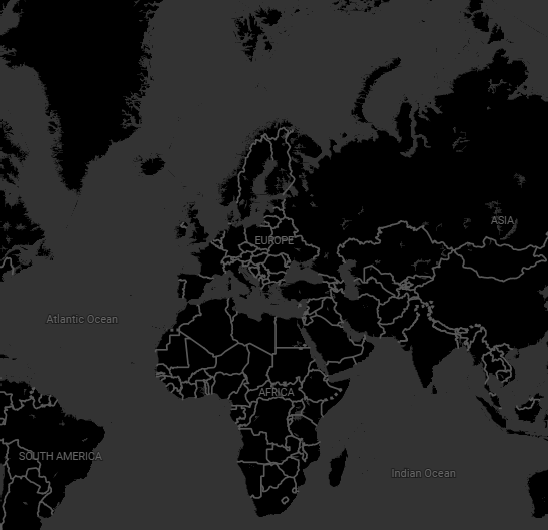 ASIA
EUROPE
Atlantic Ocean
AFRICA
SOUTH AMERICA
Indian Ocean